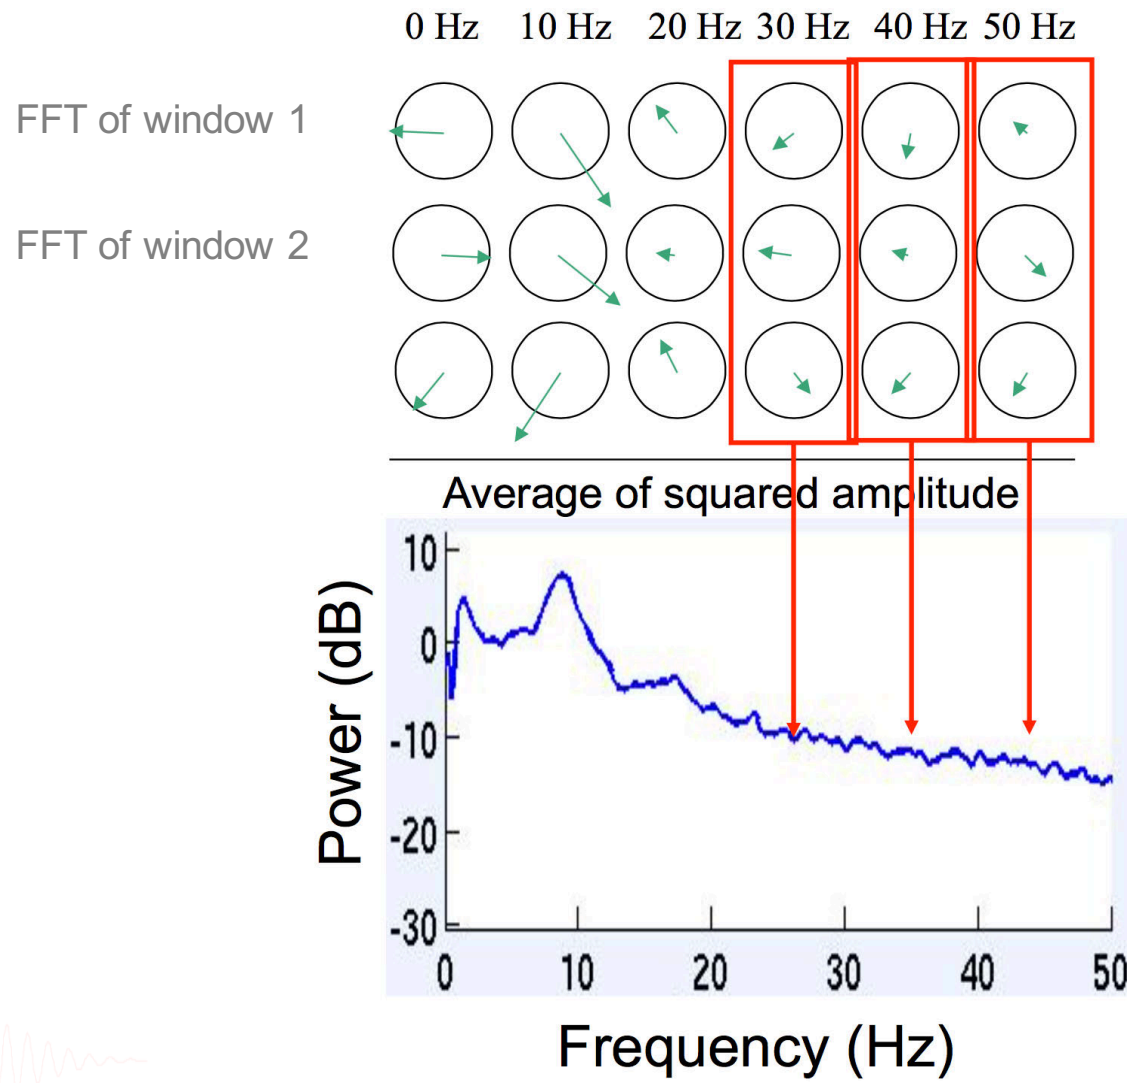 0 Hz 10 Hz 20 Hz 30 Hz 40 Hz 50 Hz
FFT of window 1
FFT of window 2
Average of squared amplitude
Power (dB)
10
0
-10
-20
-30
0 10 20 30 40 50
Frequency (Hz)